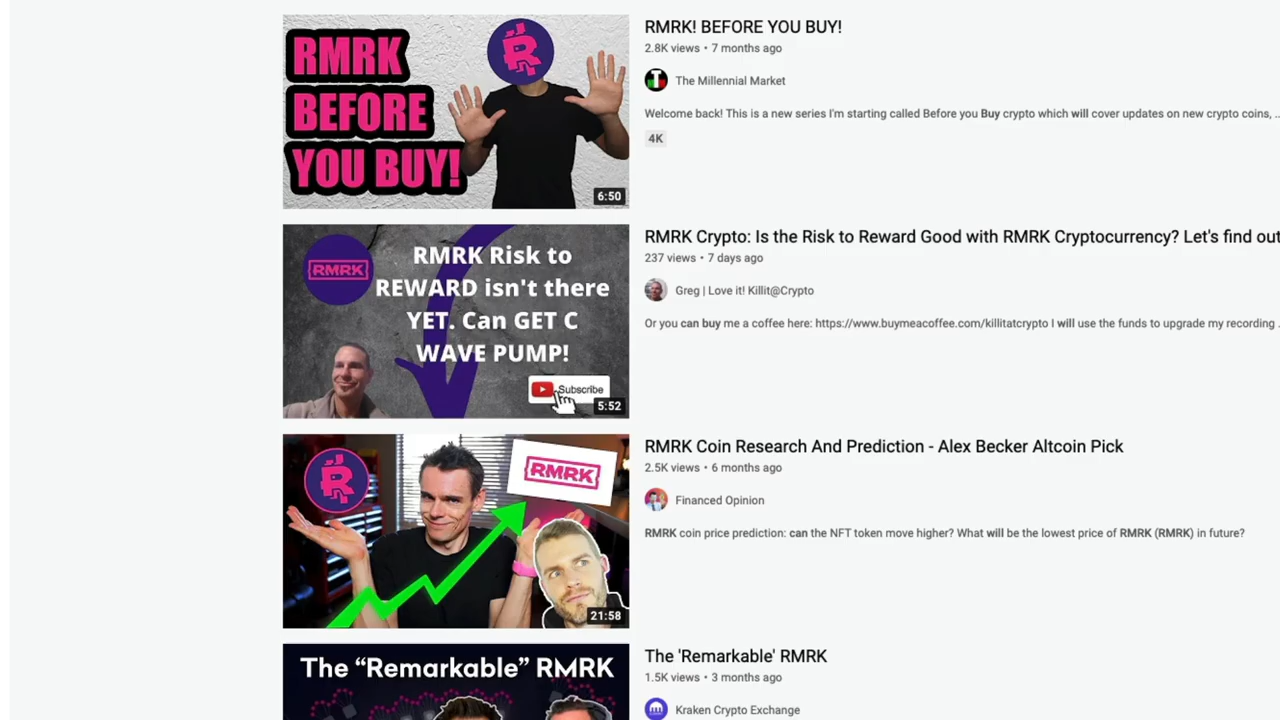 RMRK
BEFORE
YOU BUY!
6:50
RMRK! BEFORE YOU BUY!
2.8K views • 7 months ago
The Millennial Market
Welcome back! This is a new series I'm starting called Before you Buy crypto which will cover updates on new crypto coins, ...
4K
RMRK
RMRK Risk to
REWARD isn't there
YET. Can GET C
WAVE PUMP!
Subscribe
5:52
RMRK Crypto: Is the Risk to Reward Good with RMRK Cryptocurrency? Let's find out
237 views • 7 days ago
Greg | Love it! Killit@Crypto
Or you can buy me a coffee here: https://www.buymeacoffee.com/killitatcrypto I will use the funds to upgrade my recording ...
RMRK
21:58
RMRK Coin Research And Prediction - Alex Becker Altcoin Pick
2.5K views • 6 months ago
Financed Opinion
RMRK coin price prediction: can the NFT token move higher? What will be the lowest price of RMRK (RMRK) in future?
The “Remarkable” RMRK
The 'Remarkable' RMRK
1.5K views • 3 months ago
Kraken Crypto Exchange